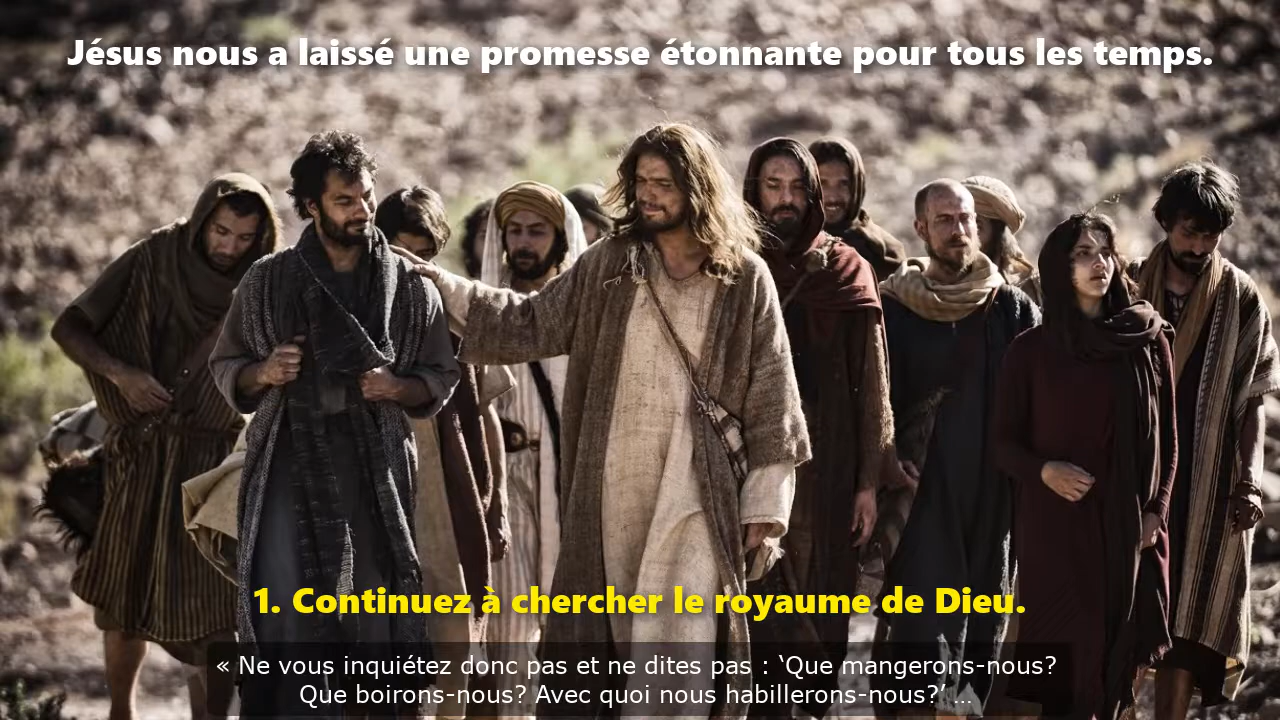 Jésus nous a laissé une promesse étonnante pour tous les temps.
1. Continuez à chercher le royaume de Dieu.
« Ne vous inquiétez donc pas et ne dites pas : ‘Que mangerons-nous?
Que boirons-nous? Avec quoi nous habillerons-nous?’ …